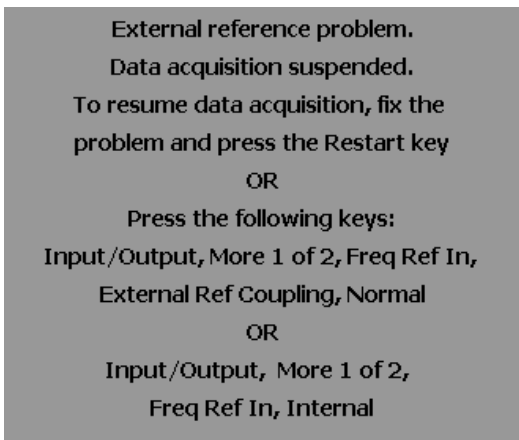 External reference problem.
Data acquisition suspended.
To resume data acquisition, fix the
problem and press the Restart key
OR
Press the following keys:
Input/Output, More 1 of 2, Freq Ref In,
External Ref Coupling, Normal
OR
Input/Output, More 1 of 2,
Freq Ref In, Internal